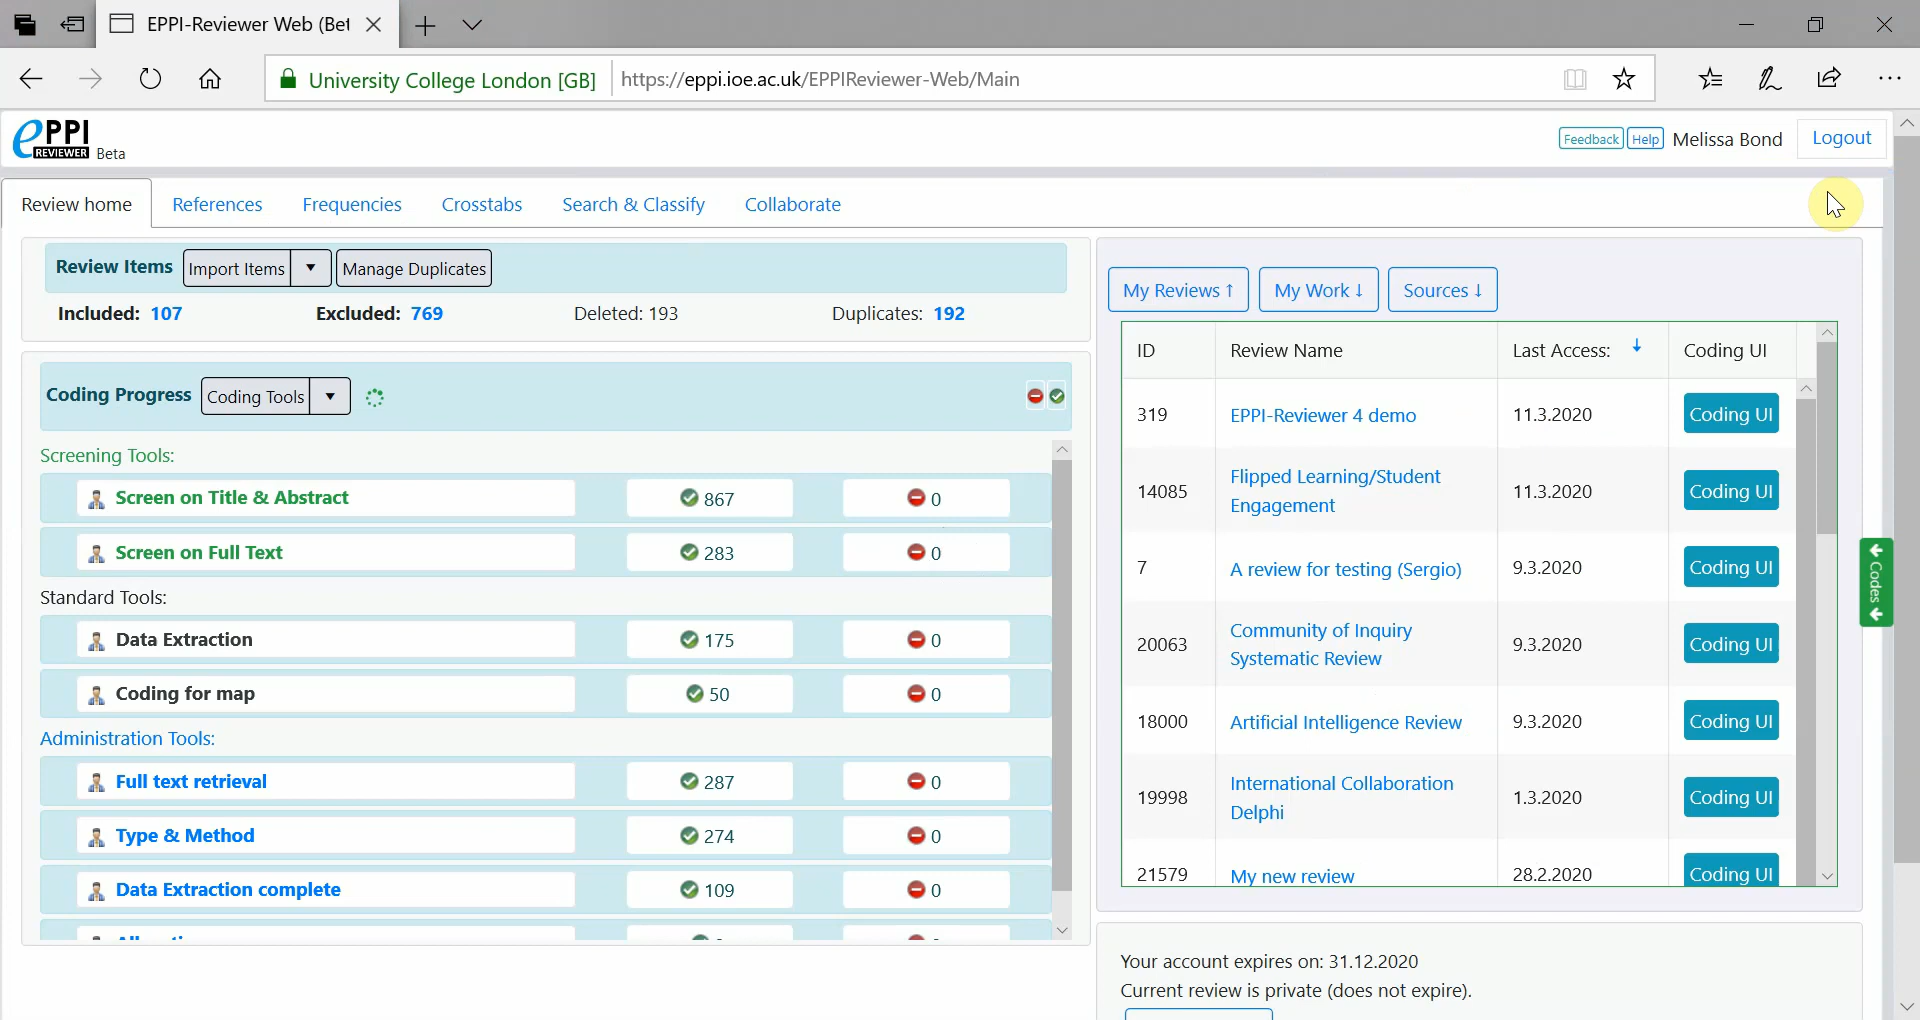 EPPI-Reviewer Web (Bet
University College London [GB] https://eppi.ioe.ac.uk/EPPIReviewer-Web/Main
ePPI REVIEWER Beta
Feedback Help Melissa Bond Logout
Review home References Frequencies Crosstabs Search & Classify Collaborate
Review Items Import Items Manage Duplicates
Included: 107 Excluded: 769 Deleted: 193 Duplicates: 192
Coding Progress Coding Tools
Screening Tools:
Screen on Title & Abstract 867 0
Screen on Full Text 283 0
Standard Tools:
Data Extraction 175 0
Coding for map 50 0
Administration Tools:
Full text retrieval 287 0
Type & Method 274 0
Data Extraction complete 109 0
My Reviews ↑ My Work ↓ Sources ↓
ID Review Name Last Access: ↓ Coding UI
319 EPPI-Reviewer 4 demo 11.3.2020 Coding UI
14085 Flipped Learning/Student
Engagement 11.3.2020 Coding UI
7 A review for testing (Sergio) 9.3.2020 Coding UI
20063 Community of Inquiry
Systematic Review 9.3.2020 Coding UI
18000 Artificial Intelligence Review 9.3.2020 Coding UI
19998 International Collaboration
Delphi 1.3.2020 Coding UI
21579 My new review 28.2.2020 Coding UI
Codes
Your account expires on: 31.12.2020
Current review is private (does not expire).